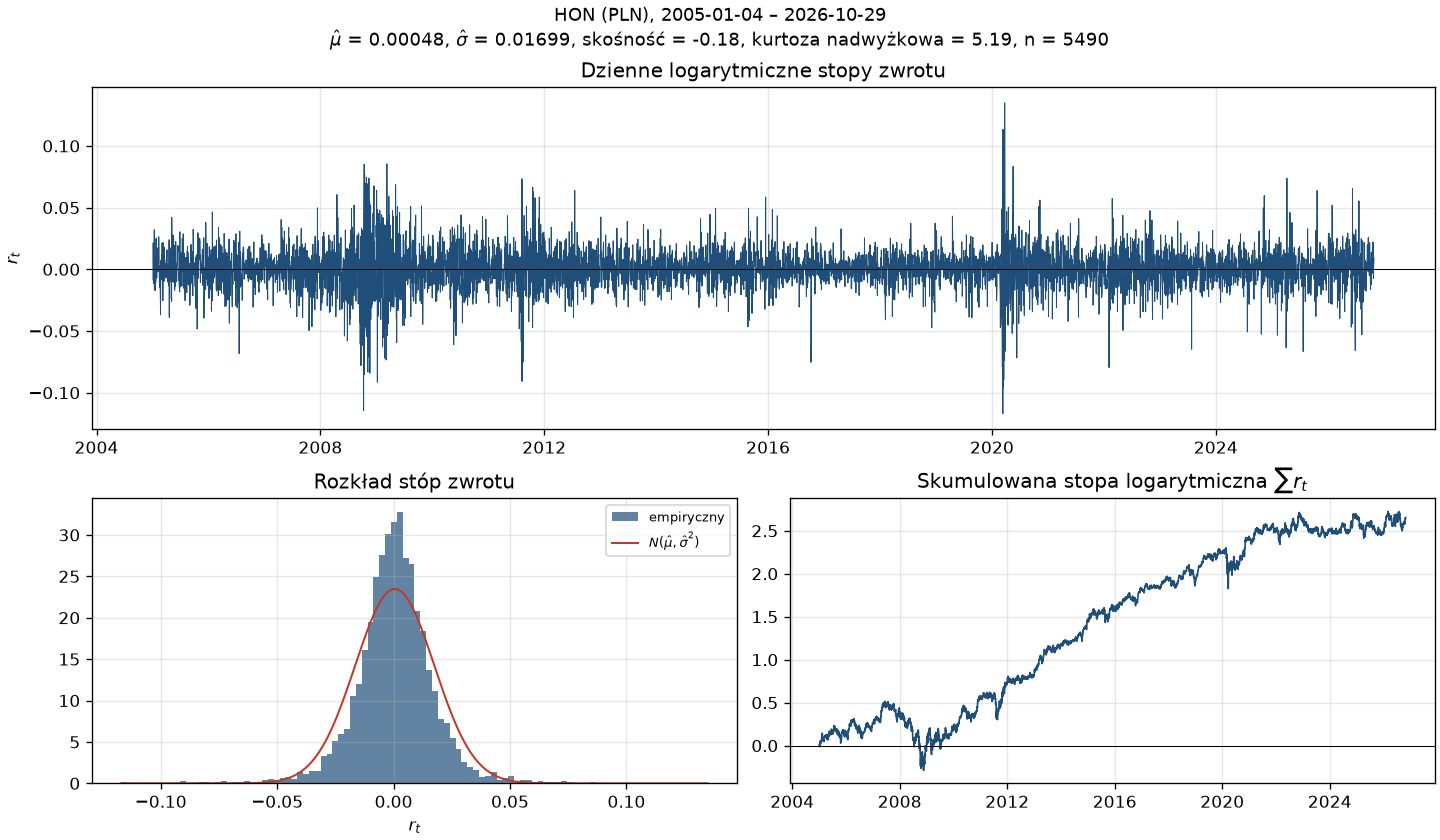 HON (PLN), 2005-01-04 – 2026-10-29
μ̂ = 0.00048, σ̂ = 0.01699, skośność = -0.18, kurtoza nadwyżkowa = 5.19, n = 5490
Dzienne logarytmiczne stopy zwrotu
0.10
0.05
0.00
−0.05
−0.10
r_t
2004 2008 2012 2016 2020 2024
Rozkład stóp zwrotu
30
25
20
15
10
5
0
empiryczny
N(μ̂, σ̂²)
−0.10 −0.05 0.00 0.05 0.10
r_t
Skumulowana stopa logarytmiczna ∑r_t
2.5
2.0
1.5
1.0
0.5
0.0
2004 2008 2012 2016 2020 2024